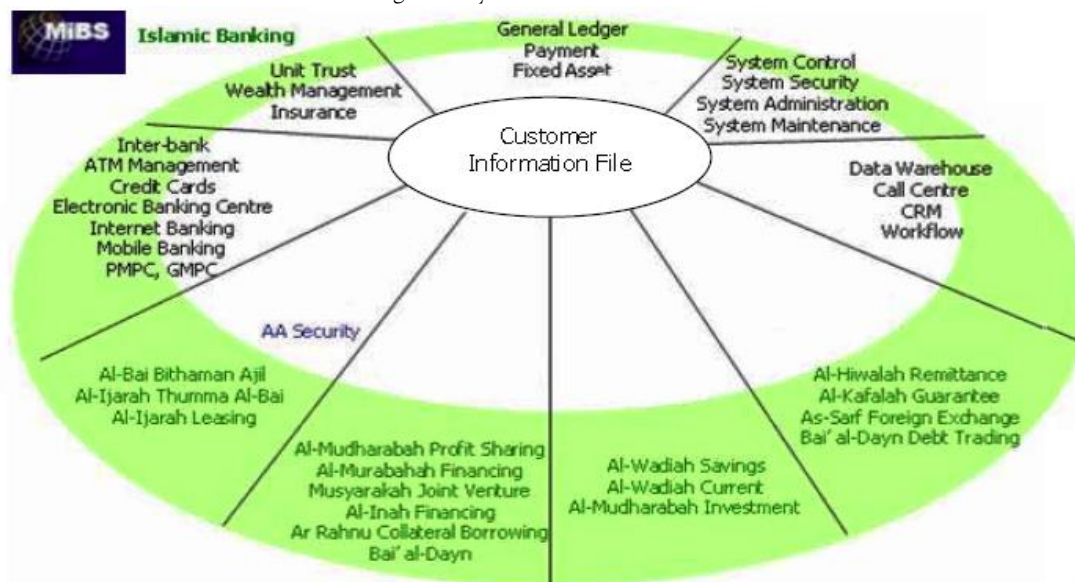 MiBS
Islamic Banking
General Ledger
Payment
Fixed Asset
Unit Trust
Wealth Management
Insurance
System Control
System Security
System Administration
System Maintenance
Customer
Information File
Inter-bank
ATM Management
Credit Cards
Electronic Banking Centre
Internet Banking
Mobile Banking
PMPC, GMPC
Data Warehouse
Call Centre
CRM
Workflow
AA Security
Al-Bai Bithaman Ajil
Al-Ijarah Thumma Al-Bai
Al-Ijarah Leasing
Al-Mudharabah Profit Sharing
Al-Murabahah Financing
Musyarakah Joint Venture
Al-Inah Financing
Ar Rahnu Collateral Borrowing
Bai' al-Dayn
Al-Wadiah Savings
Al-Wadiah Current
Al-Mudharabah Investment
Al-Hiwalah Remittance
Al-Kafalah Guarantee
As-Sarf Foreign Exchange
Bai' al-Dayn Debt Trading